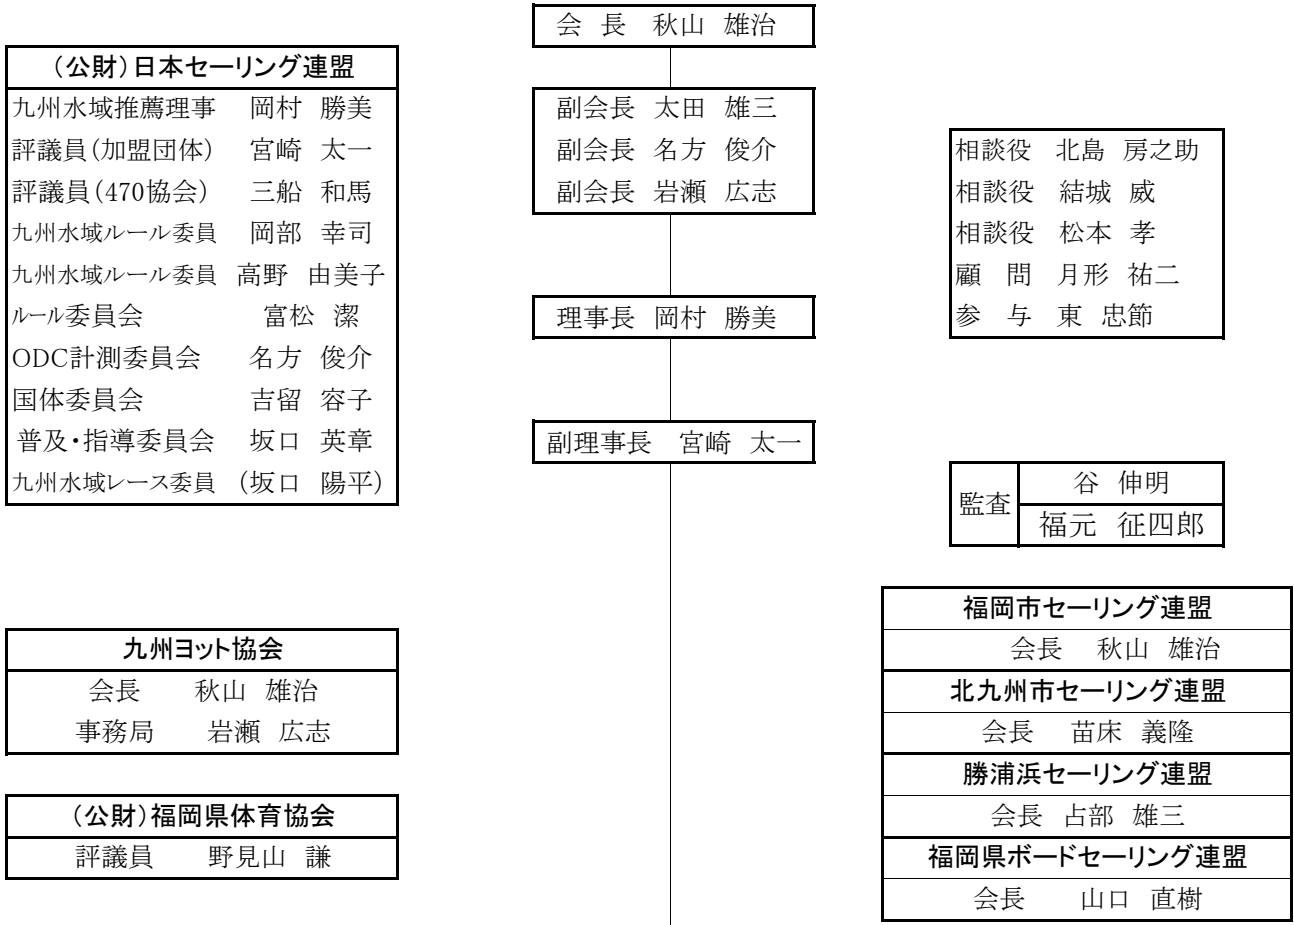 会 長 秋山 雄治
(公財)日本セーリング連盟
九州水域推薦理事 岡村 勝美
評議員(加盟団体) 宮崎 太一
評議員(470協会) 三船 和馬
九州水域ルール委員 岡部 幸司
九州水域ルール委員 高野 由美子
ルール委員会 富松 潔
ODC計測委員会 名方 俊介
国体委員会 吉留 容子
普及・指導委員会 坂口 英章
九州水域レース委員 (坂口 陽平)
副会長 太田 雄三
副会長 名方 俊介
副会長 岩瀬 広志
理事長 岡村 勝美
副理事長 宮崎 太一
相談役 北島 房之助
相談役 結城 威
相談役 松本 孝
顧 問 月形 祐二
参 与 東 忠節
監査
谷 伸明
福元 征四郎
九州ヨット協会
会長 秋山 雄治
事務局 岩瀬 広志
(公財)福岡県体育協会
評議員 野見山 謙
福岡市セーリング連盟
会長 秋山 雄治
北九州市セーリング連盟
会長 苗床 義隆
勝浦浜セーリング連盟
会長 占部 雄三
福岡県ボードセーリング連盟
会長 山口 直樹